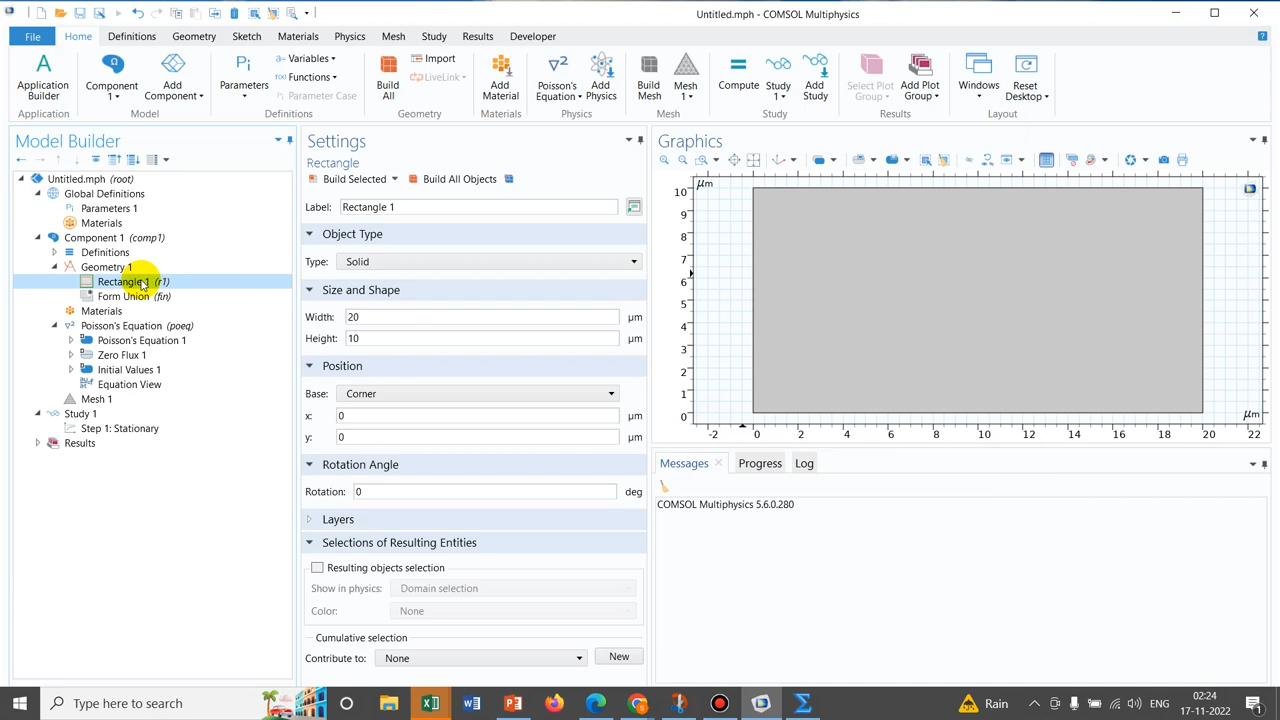 Untitled.mph - COMSOL Multiphysics
File Home Definitions Geometry Sketch Materials Physics Mesh Study Results Developer
Application Builder
Component 1
Add Component
Parameters
Variables
Functions
Parameter Case
Build All
Import
LiveLink
Add Material
Poisson's Equation
Add Physics
Build Mesh
Mesh 1
Compute
Study 1
Add Study
Select Plot Group
Add Plot Group
Windows
Reset Desktop
Application Model Definitions Geometry Materials Physics Mesh Study Results Layout
Model Builder
Untitled.mph (root)
Global Definitions
Parameters 1
Materials
Component 1 (comp1)
Definitions
Geometry 1
Rectangle 1 (r1)
Form Union (fin)
Materials
Poisson's Equation (poeq)
Poisson's Equation 1
Zero Flux 1
Initial Values 1
Equation View
Mesh 1
Study 1
Step 1: Stationary
Results
Settings
Rectangle
Build Selected Build All Objects
Label: Rectangle 1
Object Type
Type: Solid
Size and Shape
Width: 20 µm
Height: 10 µm
Position
Base: Corner
x: 0 µm
y: 0 µm
Rotation Angle
Rotation: 0 deg
Layers
Selections of Resulting Entities
Resulting objects selection
Show in physics: Domain selection
Color: None
Cumulative selection
Contribute to: None New
Graphics
µm
10
9
8
7
6
5
4
3
2
1
0
µm
-2 0 2 4 6 8 10 12 14 16 18 20 22
Messages Progress Log
COMSOL Multiphysics 5.6.0.280
Type here to search
Rain
ENG
02:24
17-11-2022